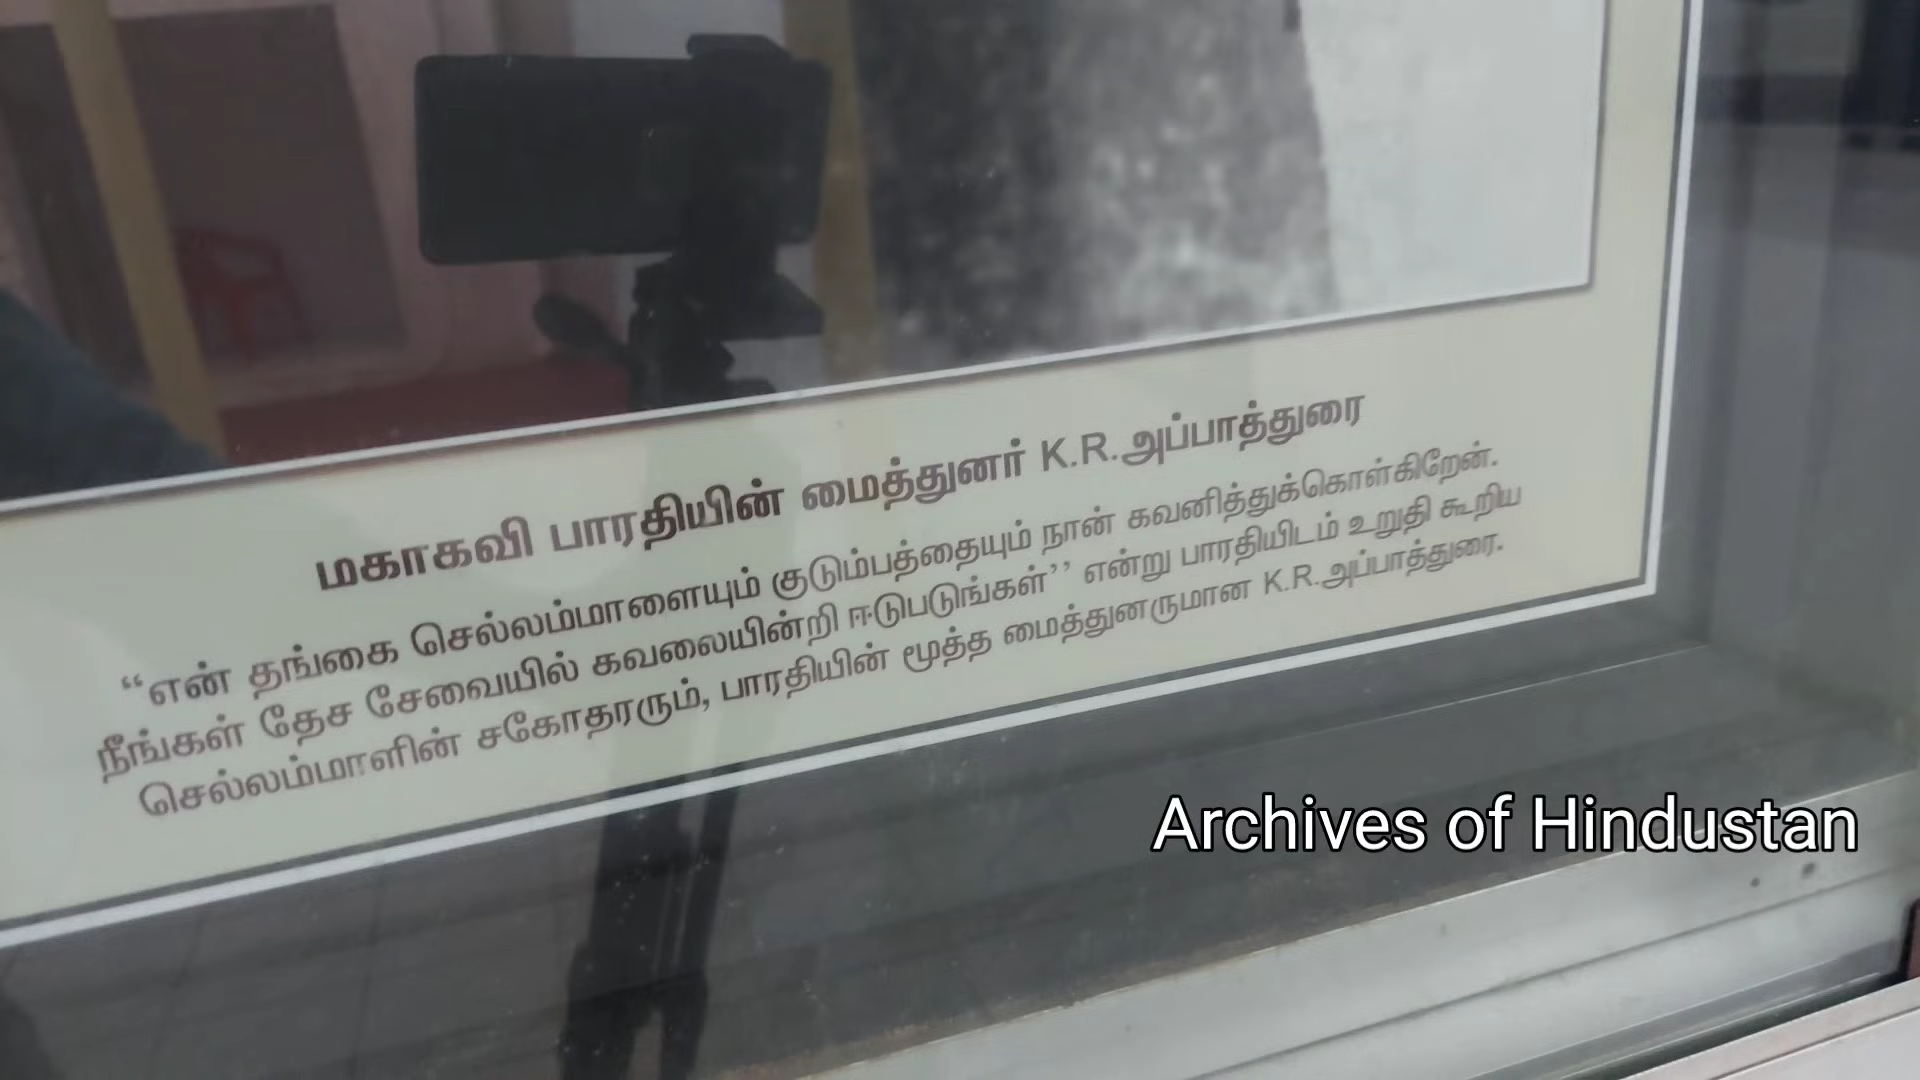 மகாகவி பாரதியின் மைத்துனர் K.R.அப்பாத்துரை
“என் தங்கை செல்லம்மாளையும் குடும்பத்தையும் நான் கவனித்துக்கொள்கிறேன்.
நீங்கள் தேச சேவையில் கவலையின்றி ஈடுபடுங்கள்’’ என்று பாரதியிடம் உறுதி கூறிய
செல்லம்மாளின் சகோதரரும், பாரதியின் மூத்த மைத்துனருமான K.R.அப்பாத்துரை.
Archives of Hindustan